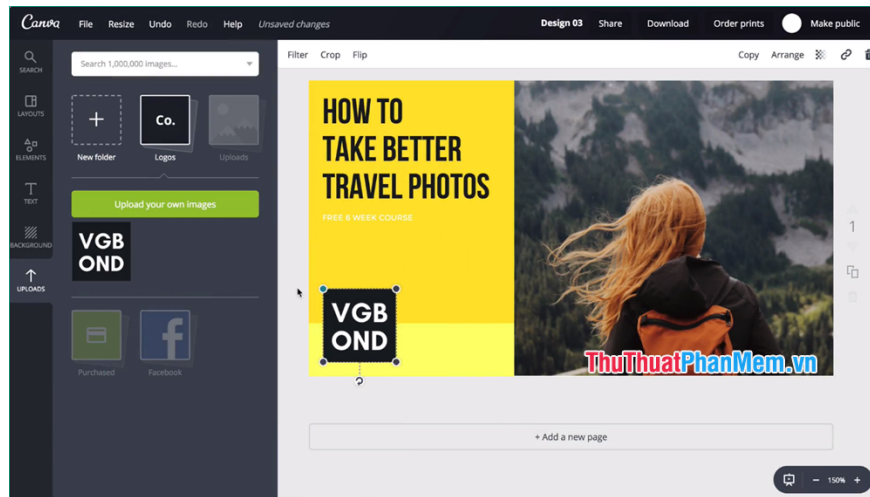 Canva File Resize Undo Redo Help Unsaved changes Design 03 Share Download Order prints Make public
SEARCH
LAYOUTS
ELEMENTS
TEXT
BACKGROUND
UPLOADS
Search 1,000,000 images...
Co.
New folder Logos Uploads
Upload your own images
VGB
OND
Purchased Facebook
Filter Crop Flip Copy Arrange
HOW TO
TAKE BETTER
TRAVEL PHOTOS
FREE 6 WEEK COURSE
VGB
OND
ThuThuatPhanMem.vn
1
+ Add a new page
150%